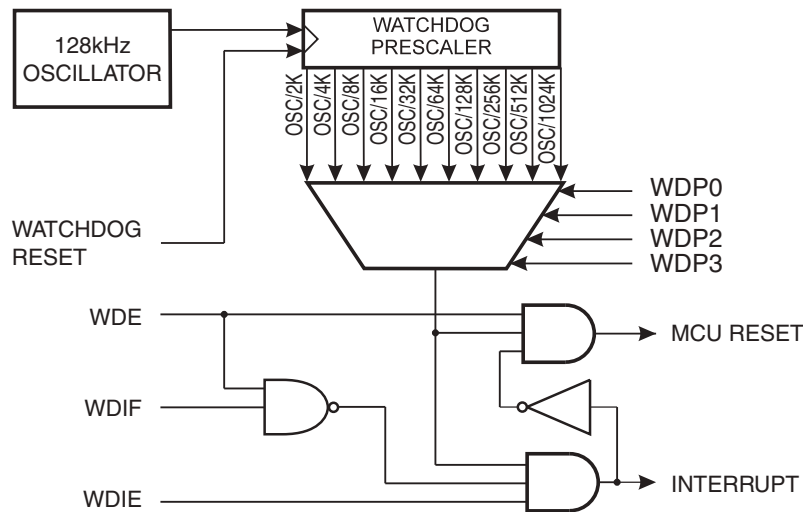 128kHz
OSCILLATOR
WATCHDOG
PRESCALER
OSC/2K
OSC/4K
OSC/8K
OSC/16K
OSC/32K
OSC/64K
OSC/128K
OSC/256K
OSC/512K
OSC/1024K
WDP0
WDP1
WDP2
WDP3
WATCHDOG
RESET
WDE
MCU RESET
WDIF
WDIE
INTERRUPT